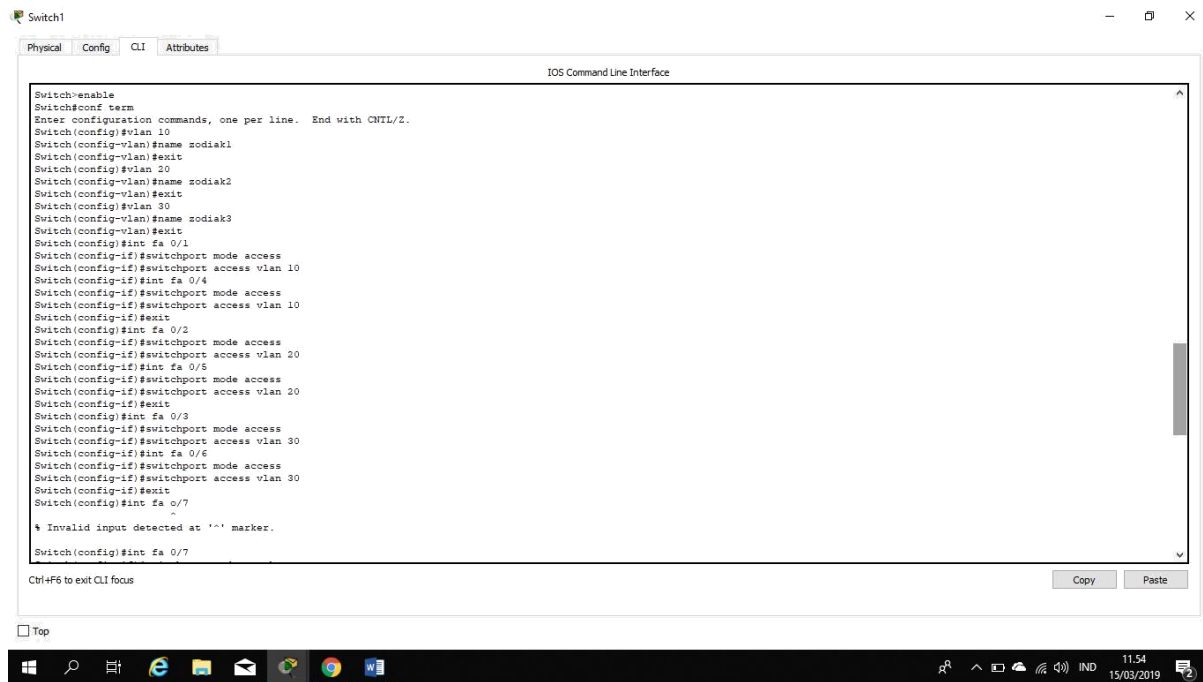 Switch1
Physical Config CLI Attributes
IOS Command Line Interface
Switch>enable
Switch#conf term
Enter configuration commands, one per line. End with CNTL/Z.
Switch(config)#vlan 10
Switch(config-vlan)#name zodiak1
Switch(config-vlan)#exit
Switch(config)#vlan 20
Switch(config-vlan)#name zodiak2
Switch(config-vlan)#exit
Switch(config)#vlan 30
Switch(config-vlan)#name zodiak3
Switch(config-vlan)#exit
Switch(config)#int fa 0/1
Switch(config-if)#switchport mode access
Switch(config-if)#switchport access vlan 10
Switch(config-if)#int fa 0/4
Switch(config-if)#switchport mode access
Switch(config-if)#switchport access vlan 10
Switch(config-if)#exit
Switch(config)#int fa 0/2
Switch(config-if)#switchport mode access
Switch(config-if)#switchport access vlan 20
Switch(config-if)#int fa 0/5
Switch(config-if)#switchport mode access
Switch(config-if)#switchport access vlan 20
Switch(config-if)#exit
Switch(config)#int fa 0/3
Switch(config-if)#switchport mode access
Switch(config-if)#switchport access vlan 30
Switch(config-if)#int fa 0/6
Switch(config-if)#switchport mode access
Switch(config-if)#switchport access vlan 30
Switch(config-if)#exit
Switch(config)#int fa o/7
^
% Invalid input detected at '^' marker.
Switch(config)#int fa 0/7
Ctrl+F6 to exit CLI focus
Copy Paste
Top
IND
11.54
15/03/2019
2